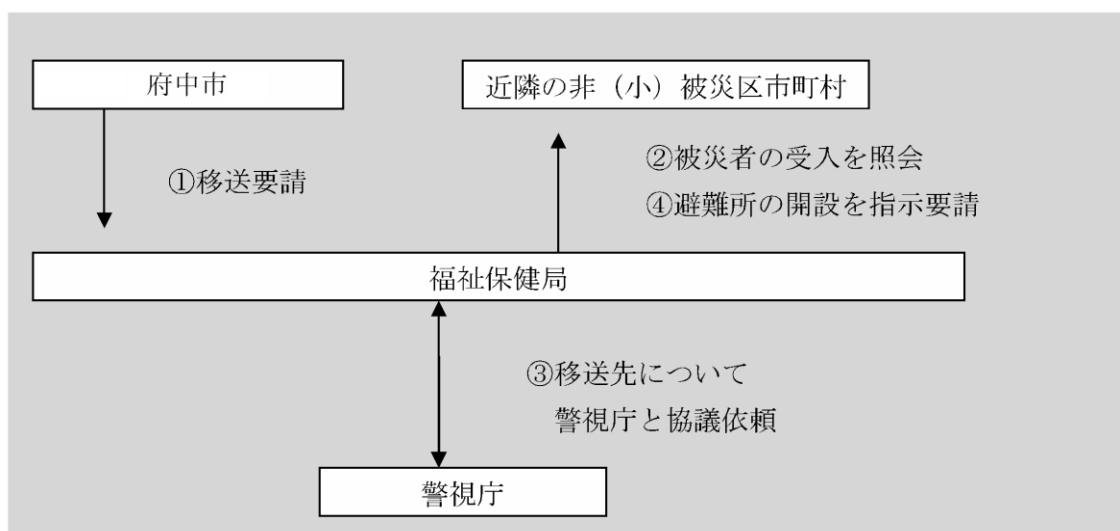 府中市
近隣の非（小）被災区市町村
①移送要請
②被災者の受入を照会
④避難所の開設を指示要請
福祉保健局
③移送先について
警視庁と協議依頼
警視庁